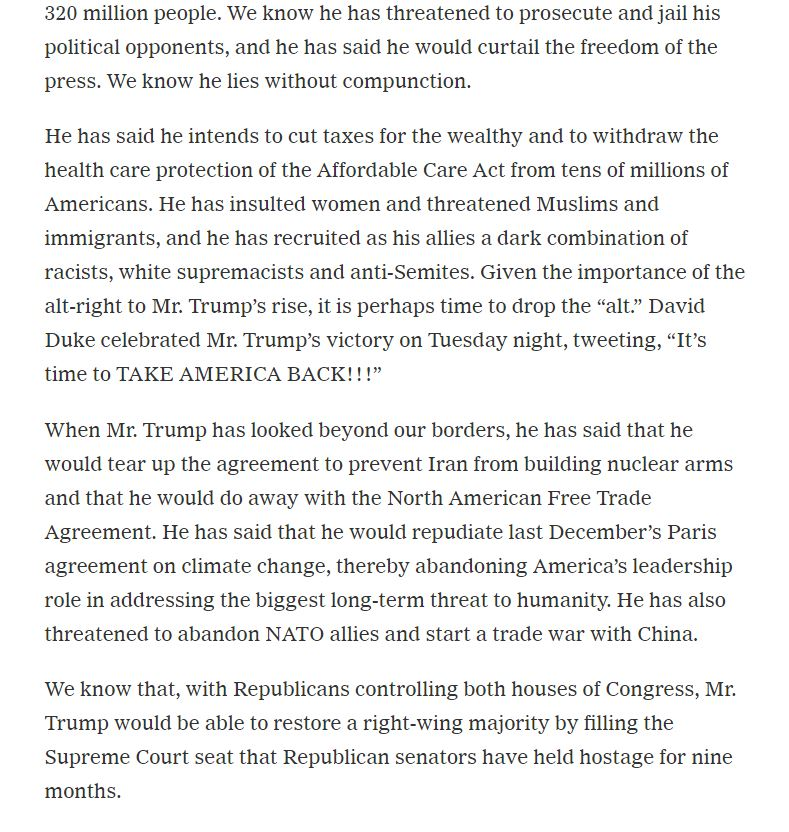 320 million people. We know he has threatened to prosecute and jail his
political opponents, and he has said he would curtail the freedom of the
press. We know he lies without compunction.
He has said he intends to cut taxes for the wealthy and to withdraw the
health care protection of the Affordable Care Act from tens of millions of
Americans. He has insulted women and threatened Muslims and
immigrants, and he has recruited as his allies a dark combination of
racists, white supremacists and anti-Semites. Given the importance of the
alt-right to Mr. Trump’s rise, it is perhaps time to drop the “alt.” David
Duke celebrated Mr. Trump’s victory on Tuesday night, tweeting, “It’s
time to TAKE AMERICA BACK!!!”
When Mr. Trump has looked beyond our borders, he has said that he
would tear up the agreement to prevent Iran from building nuclear arms
and that he would do away with the North American Free Trade
Agreement. He has said that he would repudiate last December’s Paris
agreement on climate change, thereby abandoning America’s leadership
role in addressing the biggest long-term threat to humanity. He has also
threatened to abandon NATO allies and start a trade war with China.
We know that, with Republicans controlling both houses of Congress, Mr.
Trump would be able to restore a right-wing majority by filling the
Supreme Court seat that Republican senators have held hostage for nine
months.